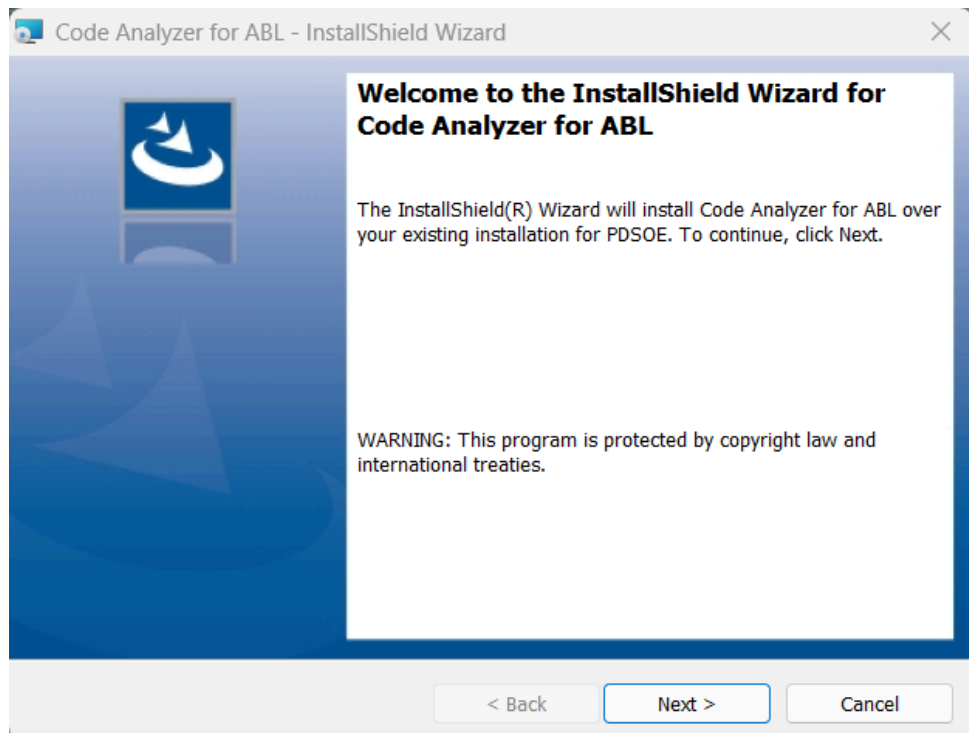 Code Analyzer for ABL - InstallShield Wizard
Welcome to the InstallShield Wizard for
Code Analyzer for ABL
The InstallShield(R) Wizard will install Code Analyzer for ABL over
your existing installation for PDSOE. To continue, click Next.
WARNING: This program is protected by copyright law and
international treaties.
< Back
Next >
Cancel